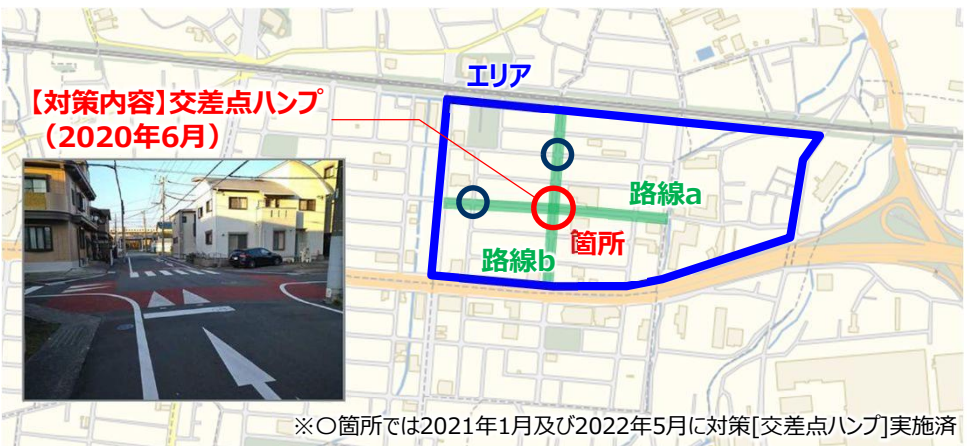 エリア
【対策内容】交差点ハンプ
（2020年6月）
路線a
箇所
路線b
※○箇所では2021年1月及び2022年5月に対策[交差点ハンプ]実施済